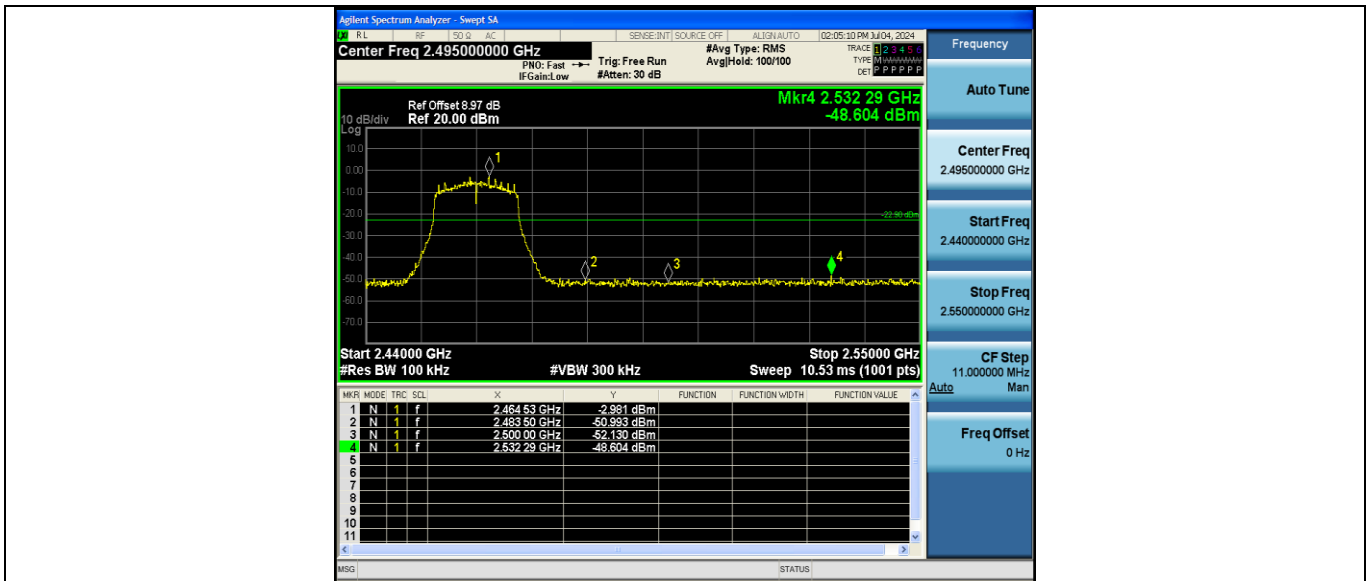 Agilent Spectrum Analyzer - Swept SA
RL RF 50 Ω AC SENSE:INT SOURCE OFF ALIGN AUTO 02:05:10 PM Jul 04, 2024
Center Freq 2.495000000 GHz
PNO: Fast
IFGain:Low
Trig: Free Run
#Atten: 30 dB
#Avg Type: RMS
Avg|Hold: 100/100
TRACE 1 2 3 4 5 6
TYPE M
DET P P P P P P
Ref Offset 8.97 dB
10 dB/div Ref 20.00 dBm
Log
Mkr4 2.532 29 GHz
-48.604 dBm
10.0
0.00
-10.0
-20.0
-30.0
-40.0
-50.0
-60.0
-70.0
1
2
3
4
-22.90 dBm
Start 2.44000 GHz Stop 2.55000 GHz
#Res BW 100 kHz #VBW 300 kHz Sweep 10.53 ms (1001 pts)
MKR MODE TRC SCL X Y FUNCTION FUNCTION WIDTH FUNCTION VALUE
1 N 1 f 2.464 53 GHz -2.981 dBm
2 N 1 f 2.483 50 GHz -50.993 dBm
3 N 1 f 2.500 00 GHz -52.130 dBm
4 N 1 f 2.532 29 GHz -48.604 dBm
5
6
7
8
9
10
11
MSG STATUS
Frequency
Auto Tune
Center Freq
2.495000000 GHz
Start Freq
2.440000000 GHz
Stop Freq
2.550000000 GHz
CF Step
11.000000 MHz
Auto Man
Freq Offset
0 Hz